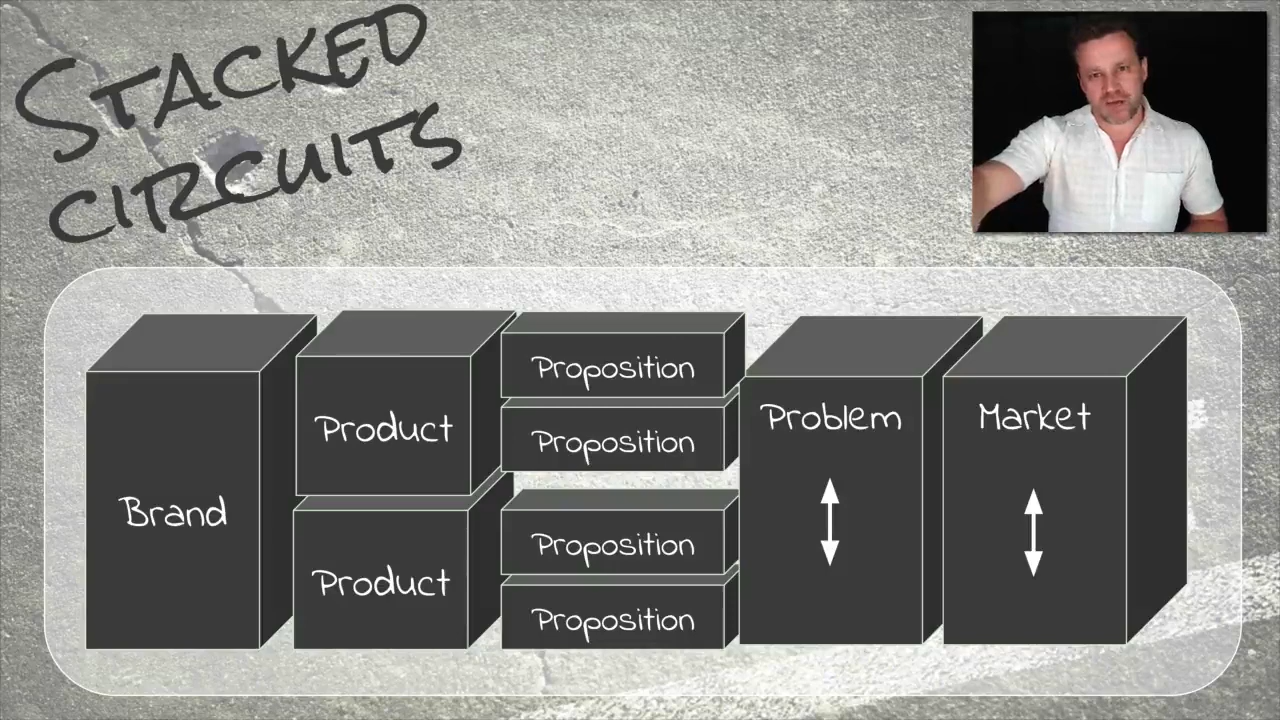 STACKED
CIRCUITS
Brand
Product
Product
Proposition
Proposition
Proposition
Proposition
Problem
Market